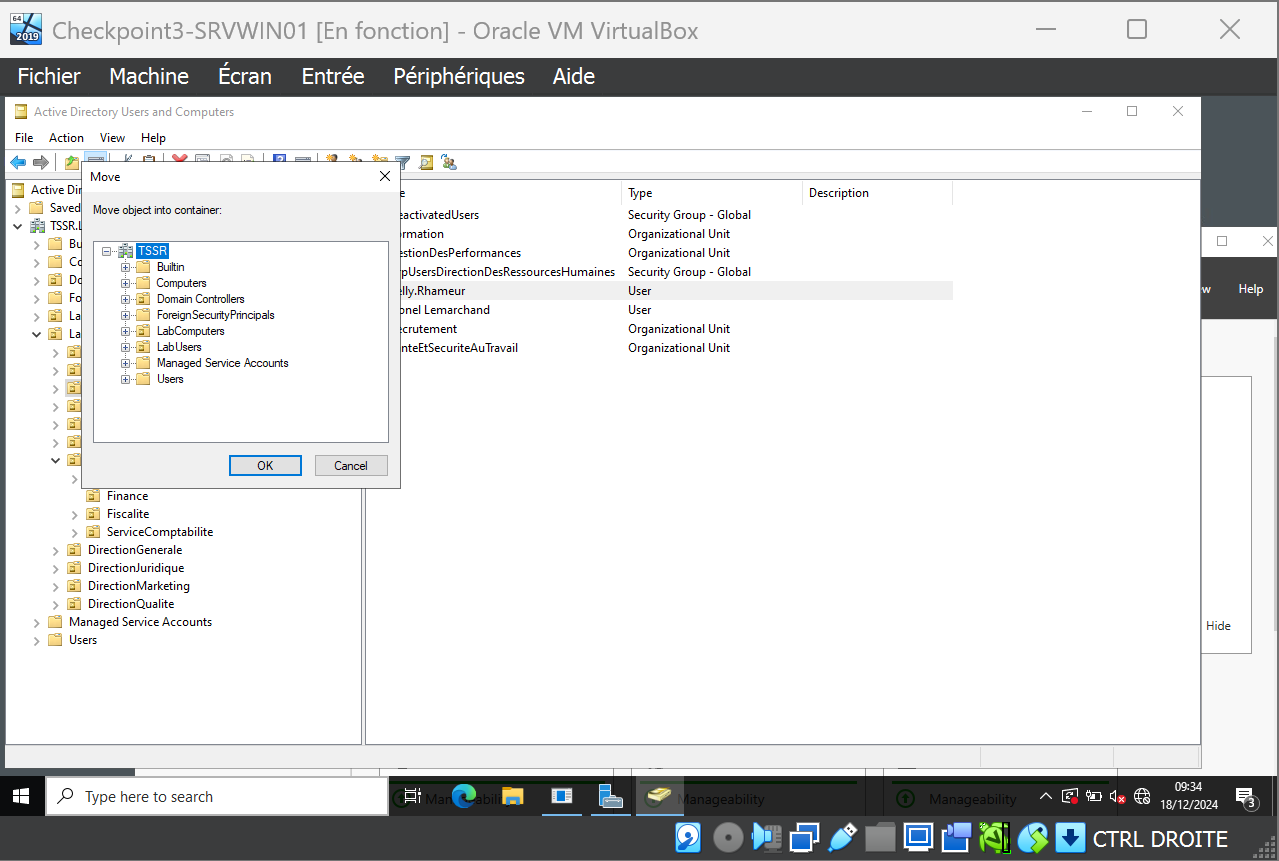 64
2019
Checkpoint3-SRVWIN01 [En fonction] - Oracle VM VirtualBox
Fichier Machine Écran Entrée Périphériques Aide
Active Directory Users and Computers
File Action View Help
Move
Move object into container:
TSSR
Builtin
Computers
Domain Controllers
ForeignSecurityPrincipals
LabComputers
LabUsers
Managed Service Accounts
Users
OK Cancel
Active Dir
Saved
TSSR.L
Bu
Co
Do
Fo
La
La
Finance
Fiscalite
ServiceComptabilite
DirectionGenerale
DirectionJuridique
DirectionMarketing
DirectionQualite
Managed Service Accounts
Users
e Type Description
eactivatedUsers Security Group - Global
ormation Organizational Unit
estionDesPerformances Organizational Unit
pUsersDirectionDesRessourcesHumaines Security Group - Global
elly.Rhameur User
onel Lemarchand User
ecrutement Organizational Unit
nteEtSecuriteAuTravail Organizational Unit
w Help
Hide
Type here to search
Manageability
Manageability
Manageability
09:34
18/12/2024
3
CTRL DROITE